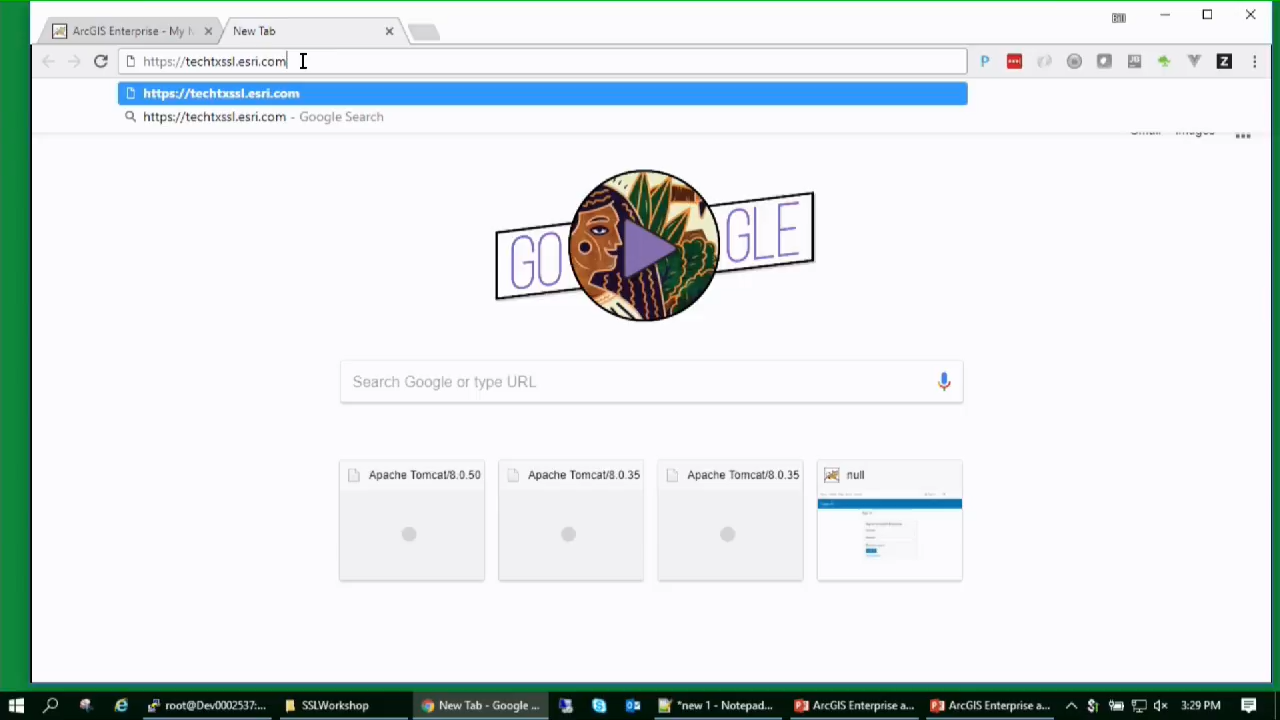 ArcGIS Enterprise - My
New Tab
https://techtxssl.esri.com
https://techtxssl.esri.com
https://techtxssl.esri.com - Google Search
Gmail Images
GO GLE
Search Google or type URL
Apache Tomcat/8.0.50
Apache Tomcat/8.0.35
Apache Tomcat/8.0.35
null
root@Dev0002537:...
SSLWorkshop
New Tab - Google ...
*new 1 - Notepad...
ArcGIS Enterprise a...
ArcGIS Enterprise a...
3:29 PM